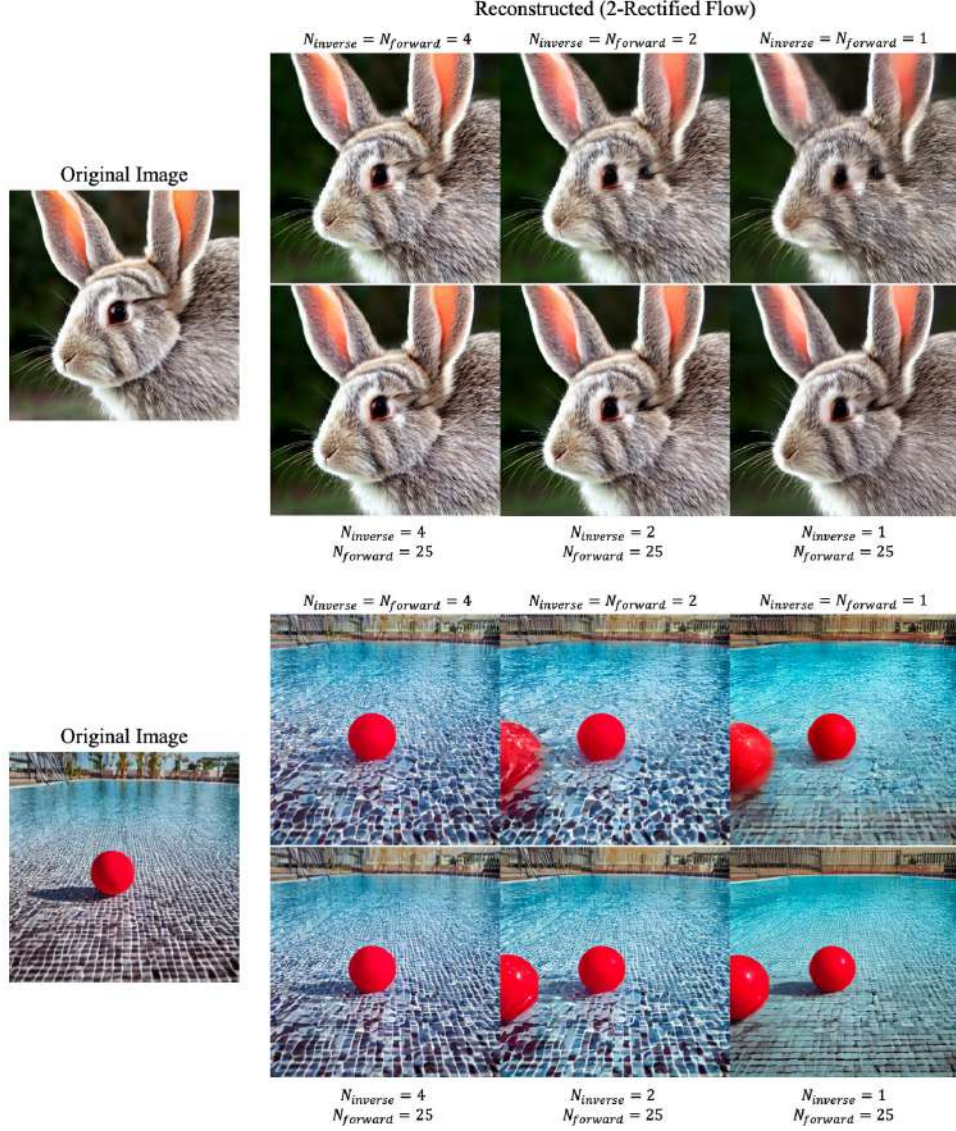 Reconstructed (2-Rectified Flow)
N_inverse = N_forward = 4
N_inverse = N_forward = 2
N_inverse = N_forward = 1
Original Image
N_inverse = 4
N_forward = 25
N_inverse = 2
N_forward = 25
N_inverse = 1
N_forward = 25
N_inverse = N_forward = 4
N_inverse = N_forward = 2
N_inverse = N_forward = 1
Original Image
N_inverse = 4
N_forward = 25
N_inverse = 2
N_forward = 25
N_inverse = 1
N_forward = 25